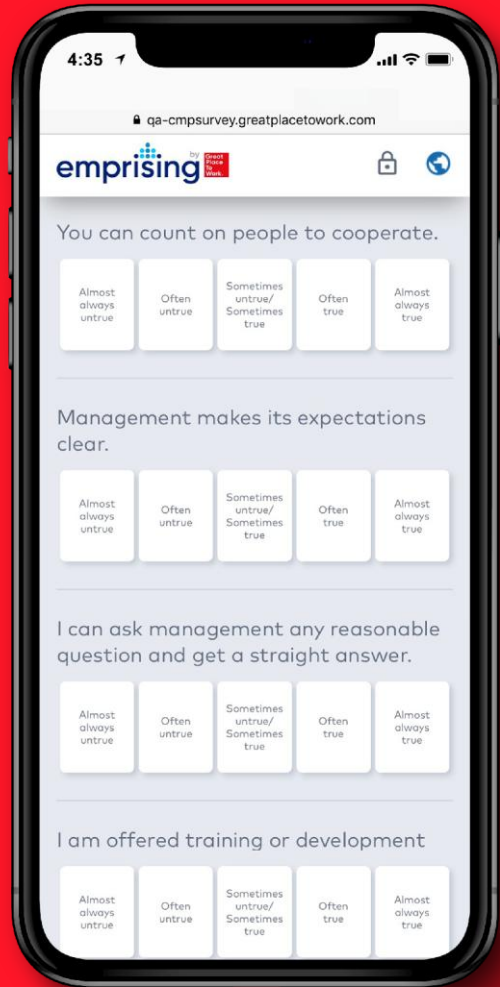 4:35
qa-cmpsurvey.greatplacetowork.com
emprising by Great Place To Work.
You can count on people to cooperate.
Almost always untrue
Often untrue
Sometimes untrue/ Sometimes true
Often true
Almost always true
Management makes its expectations
clear.
Almost always untrue
Often untrue
Sometimes untrue/ Sometimes true
Often true
Almost always true
I can ask management any reasonable
question and get a straight answer.
Almost always untrue
Often untrue
Sometimes untrue/ Sometimes true
Often true
Almost always true
I am offered training or development
Almost always untrue
Often untrue
Sometimes untrue/ Sometimes true
Often true
Almost always true